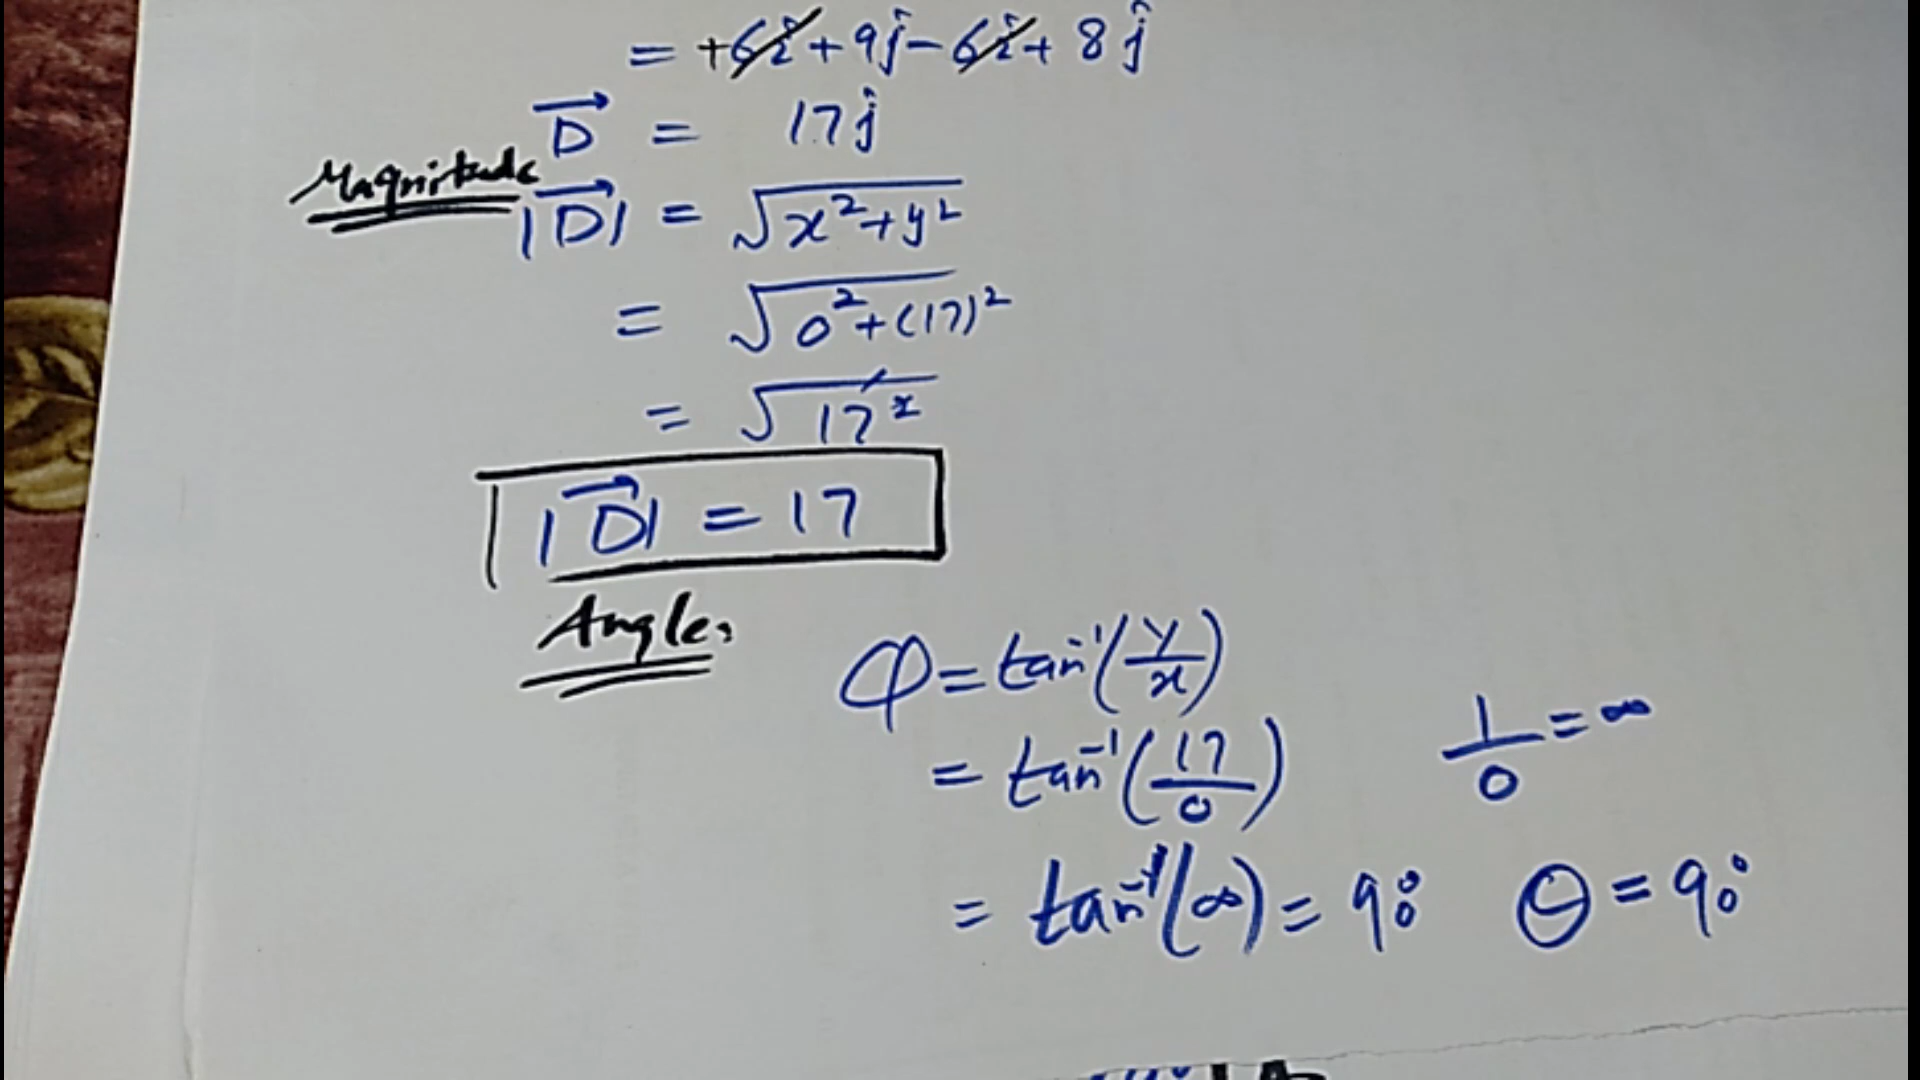 = +6î + 9ĵ - 6î + 8ĵ
D⃗ = 17ĵ
Magnitude
|D⃗| = √x² + y²
= √0² + (17)²
= √17²
|D⃗| = 17
Angle,
φ = tan⁻¹(y/x)
= tan⁻¹(17/0)
1/0 = ∞
= tan⁻¹(∞) = 90° θ = 90°